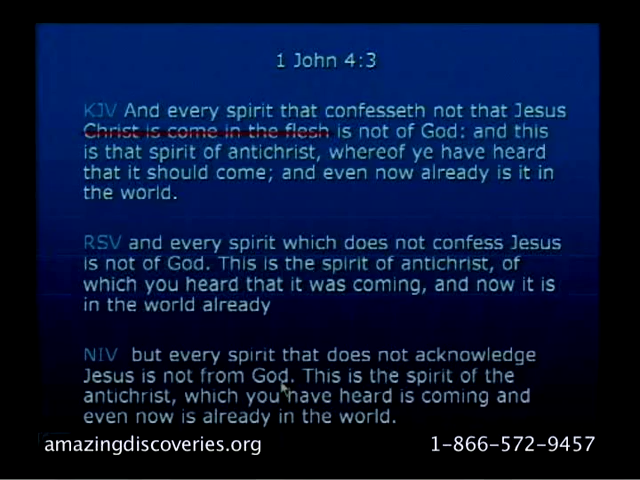 1 John 4:3
KJV And every spirit that confesseth not that Jesus
Christ is come in the flesh is not of God: and this
is that spirit of antichrist, whereof ye have heard
that it should come; and even now already is it in
the world.
RSV and every spirit which does not confess Jesus
is not of God. This is the spirit of antichrist, of
which you heard that it was coming, and now it is
in the world already
NIV but every spirit that does not acknowledge
Jesus is not from God. This is the spirit of the
antichrist, which you have heard is coming and
even now is already in the world.
amazingdiscoveries.org 1-866-572-9457